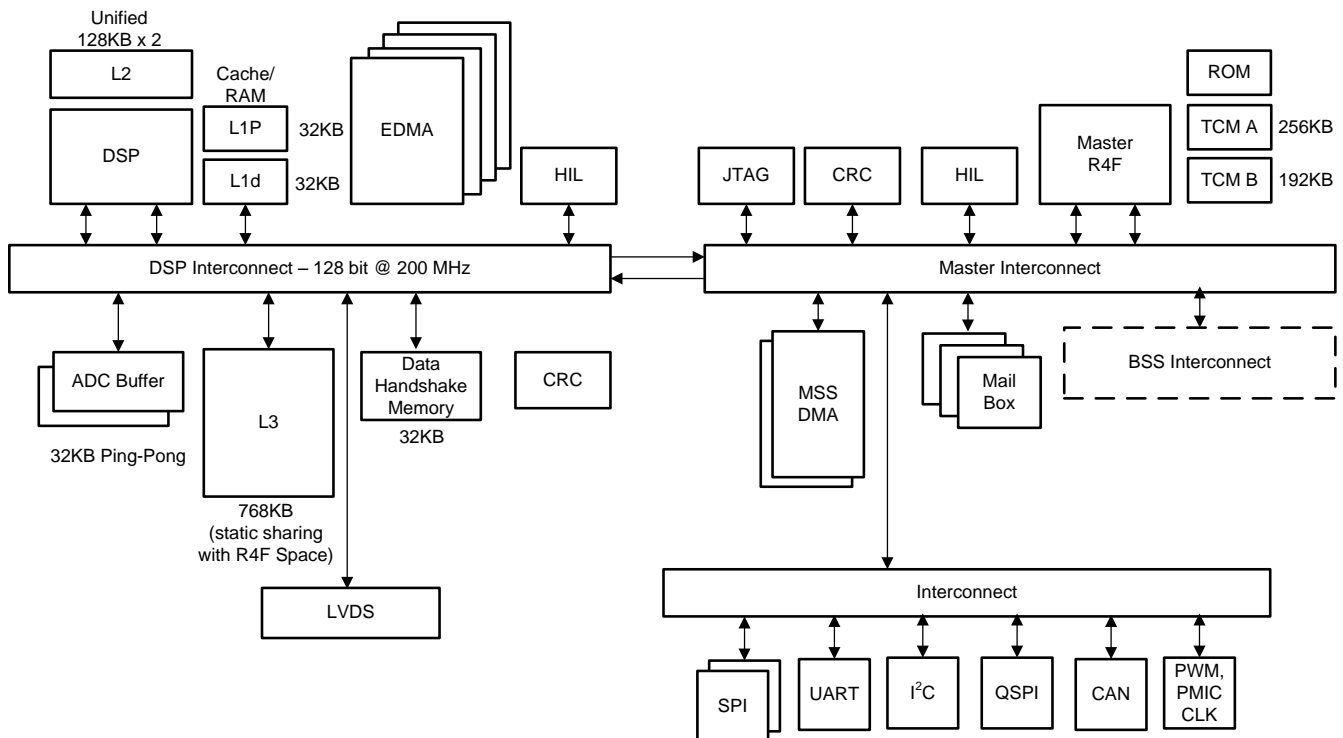 Unified
128KB x 2
L2
Cache/
RAM
L1P
32KB
DSP
L1d
32KB
EDMA
HIL
JTAG
CRC
HIL
Master
R4F
ROM
TCM A
256KB
TCM B
192KB
DSP Interconnect – 128 bit @ 200 MHz
Master Interconnect
ADC Buffer
32KB Ping-Pong
L3
768KB
(static sharing
with R4F Space)
Data
Handshake
Memory
32KB
CRC
LVDS
MSS
DMA
Mail
Box
BSS Interconnect
Interconnect
SPI
UART
I²C
QSPI
CAN
PWM,
PMIC
CLK